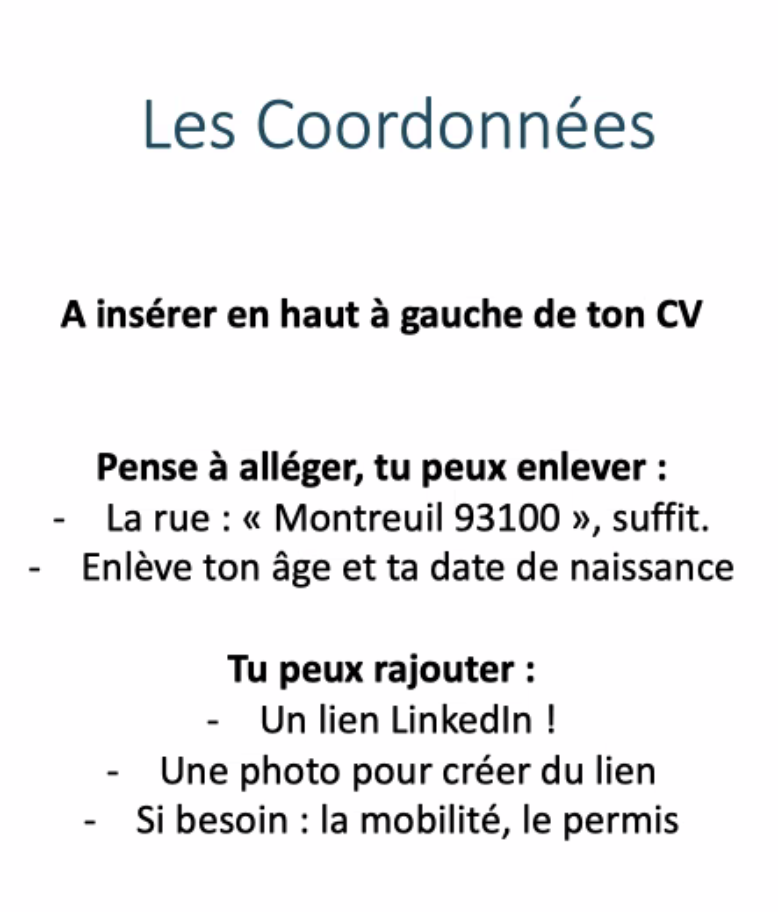 Les Coordonnées
A insérer en haut à gauche de ton CV
Pense à alléger, tu peux enlever :
- La rue : « Montreuil 93100 », suffit.
- Enlève ton âge et ta date de naissance
Tu peux rajouter :
- Un lien LinkedIn !
- Une photo pour créer du lien
- Si besoin : la mobilité, le permis